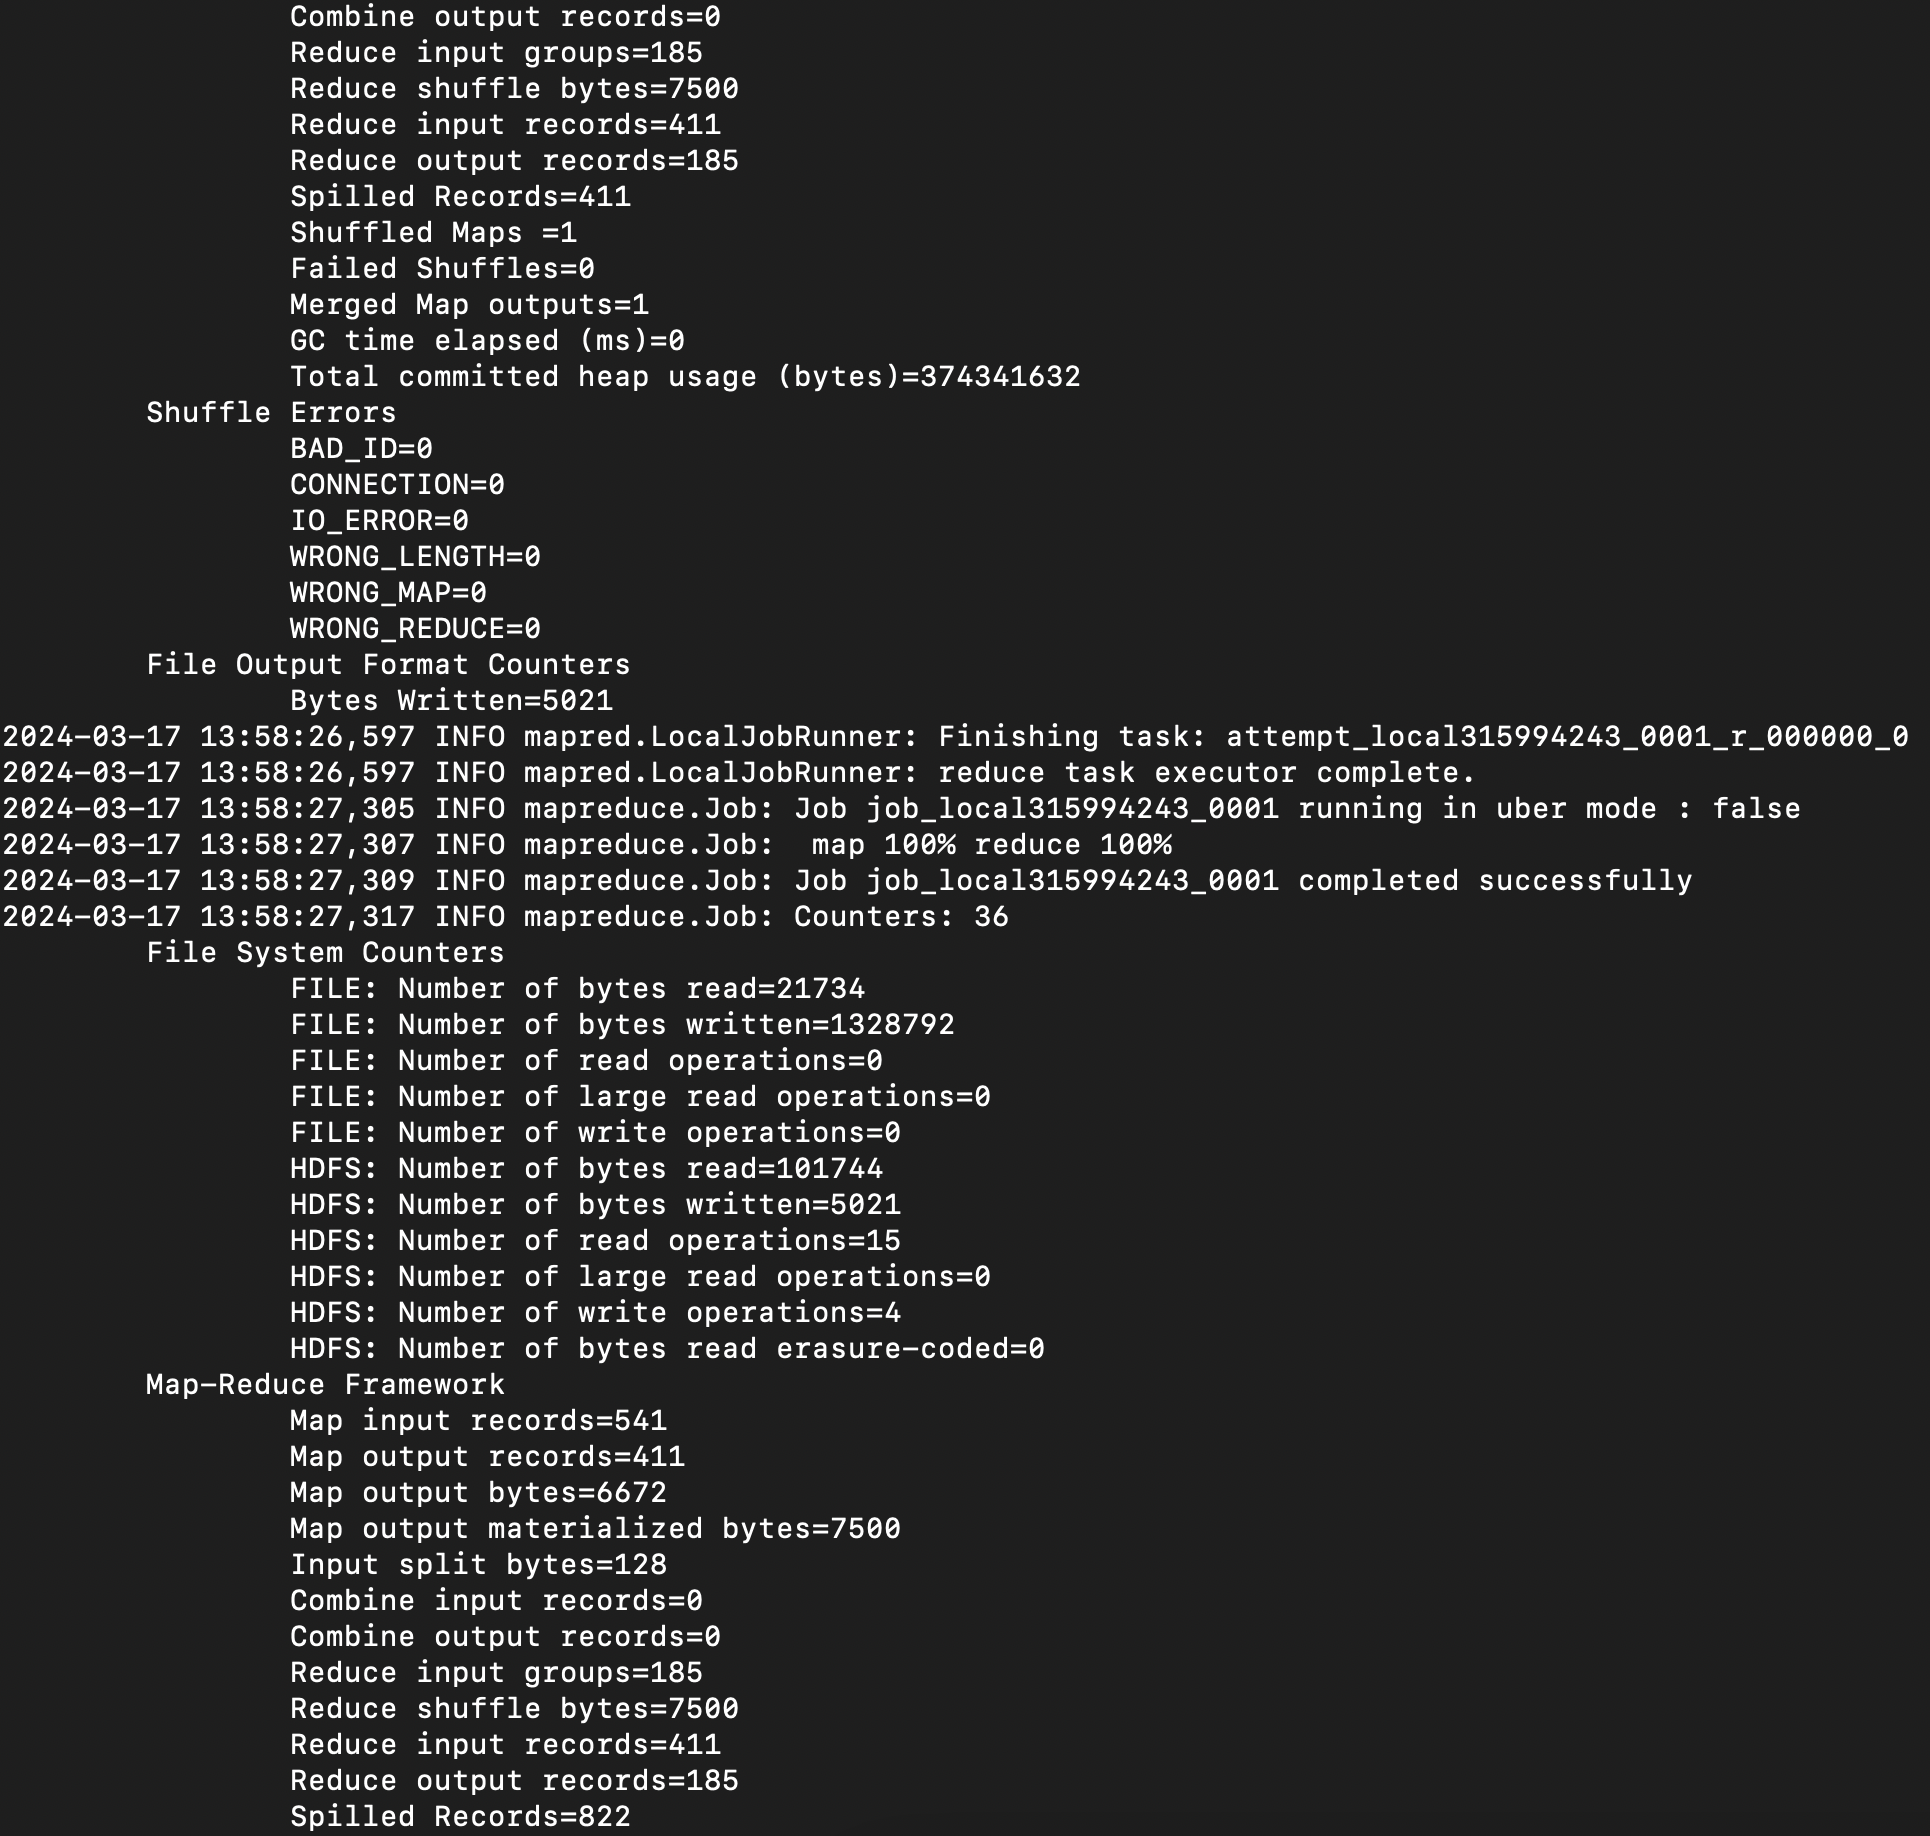 Combine output records=0
Reduce input groups=185
Reduce shuffle bytes=7500
Reduce input records=411
Reduce output records=185
Spilled Records=411
Shuffled Maps =1
Failed Shuffles=0
Merged Map outputs=1
GC time elapsed (ms)=0
Total committed heap usage (bytes)=374341632
Shuffle Errors
BAD_ID=0
CONNECTION=0
IO_ERROR=0
WRONG_LENGTH=0
WRONG_MAP=0
WRONG_REDUCE=0
File Output Format Counters
Bytes Written=5021
2024-03-17 13:58:26,597 INFO mapred.LocalJobRunner: Finishing task: attempt_local315994243_0001_r_000000_0
2024-03-17 13:58:26,597 INFO mapred.LocalJobRunner: reduce task executor complete.
2024-03-17 13:58:27,305 INFO mapreduce.Job: Job job_local315994243_0001 running in uber mode : false
2024-03-17 13:58:27,307 INFO mapreduce.Job:  map 100% reduce 100%
2024-03-17 13:58:27,309 INFO mapreduce.Job: Job job_local315994243_0001 completed successfully
2024-03-17 13:58:27,317 INFO mapreduce.Job: Counters: 36
File System Counters
FILE: Number of bytes read=21734
FILE: Number of bytes written=1328792
FILE: Number of read operations=0
FILE: Number of large read operations=0
FILE: Number of write operations=0
HDFS: Number of bytes read=101744
HDFS: Number of bytes written=5021
HDFS: Number of read operations=15
HDFS: Number of large read operations=0
HDFS: Number of write operations=4
HDFS: Number of bytes read erasure-coded=0
Map-Reduce Framework
Map input records=541
Map output records=411
Map output bytes=6672
Map output materialized bytes=7500
Input split bytes=128
Combine input records=0
Combine output records=0
Reduce input groups=185
Reduce shuffle bytes=7500
Reduce input records=411
Reduce output records=185
Spilled Records=822